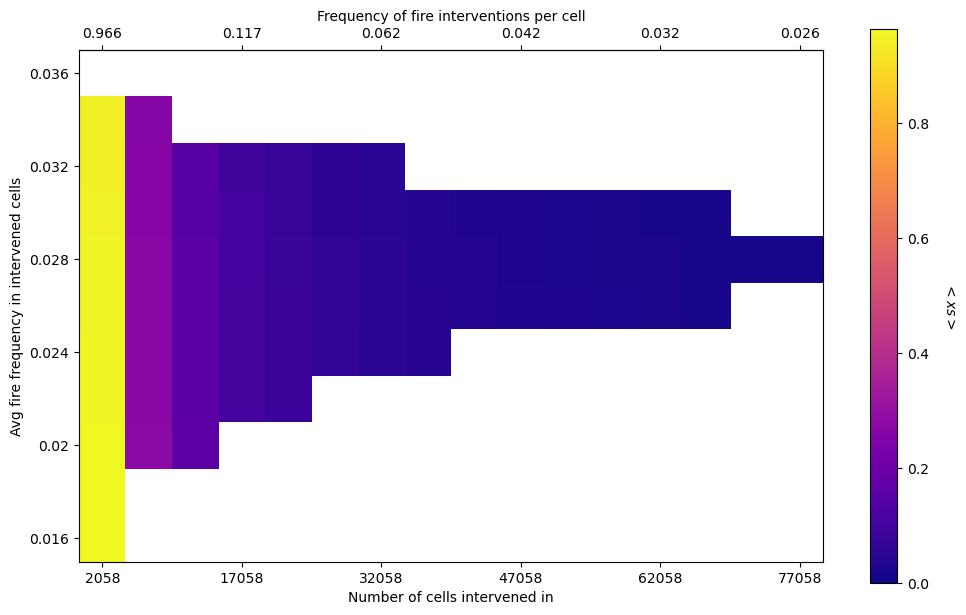 Frequency of fire interventions per cell
0.966 0.117 0.062 0.042 0.032 0.026
0.036
0.032
0.028
0.024
0.02
0.016
Avg fire frequency in intervened cells
2058 17058 32058 47058 62058 77058
Number of cells intervened in
0.8
0.6
0.4
0.2
0.0
< sx >